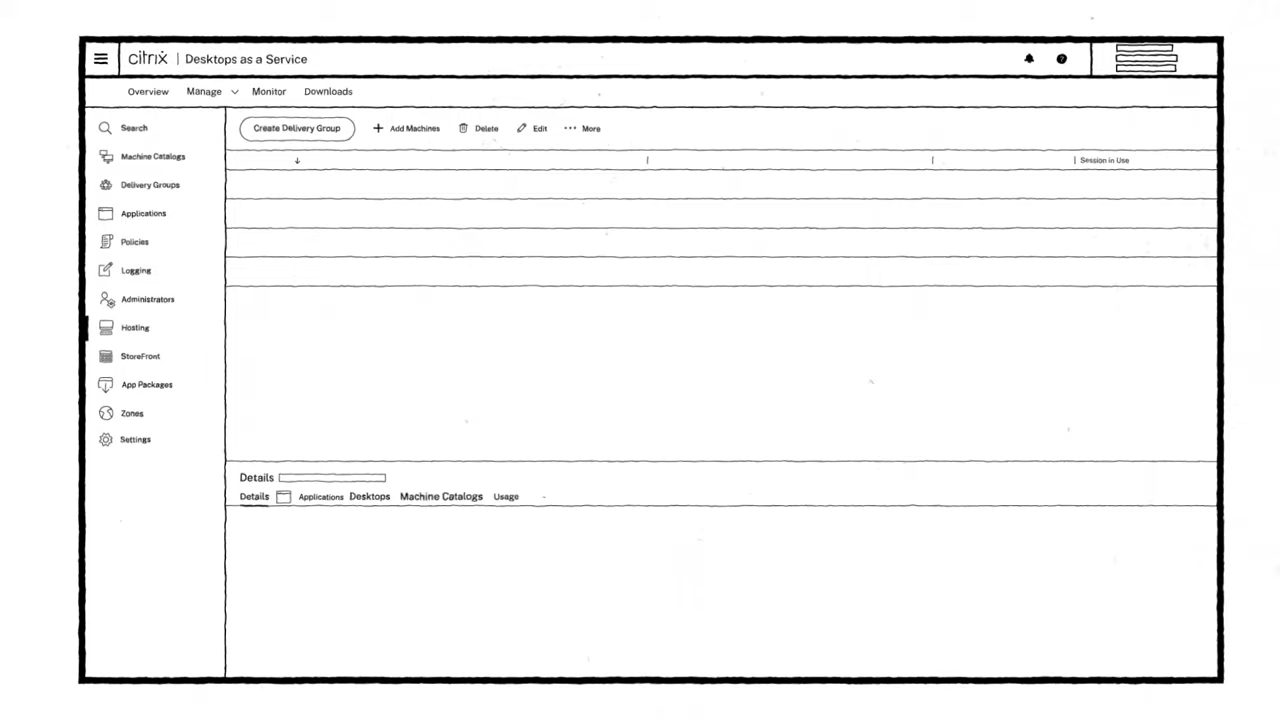 citrix | Desktops as a Service
Overview Manage Monitor Downloads
Search
Machine Catalogs
Delivery Groups
Applications
Policies
Logging
Administrators
Hosting
StoreFront
App Packages
Zones
Settings
Create Delivery Group Add Machines Delete Edit More
Session in Use
Details
Details Applications Desktops Machine Catalogs Usage